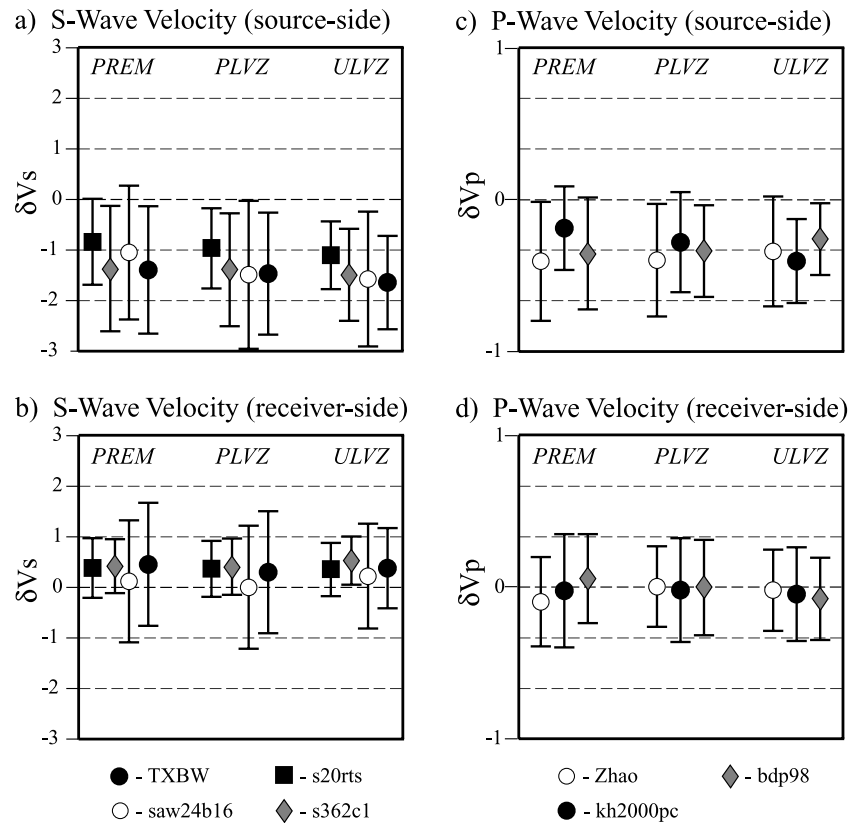 a) S-Wave Velocity (source-side)
3
2
1
0
-1
-2
-3
δVs
PREM PLVZ ULVZ
c) P-Wave Velocity (source-side)
1
0
-1
δVp
PREM PLVZ ULVZ
b) S-Wave Velocity (receiver-side)
3
2
1
0
-1
-2
-3
δVs
PREM PLVZ ULVZ
d) P-Wave Velocity (receiver-side)
1
0
-1
δVp
PREM PLVZ ULVZ
- TXBW - s20rts
- saw24b16 - s362c1
- Zhao - bdp98
- kh2000pc